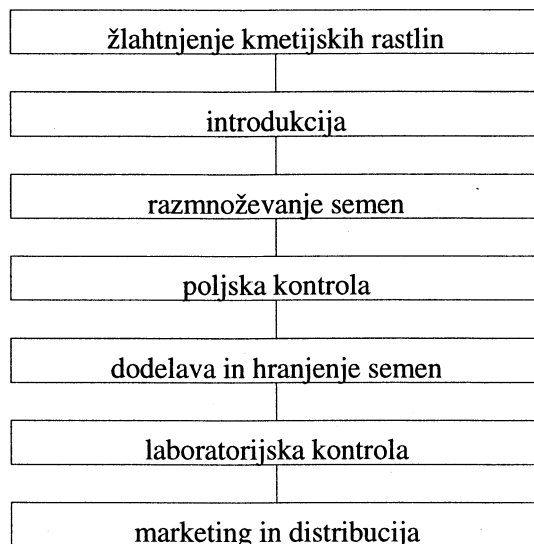 žlahtnjenje kmetijskih rastlin
introdukcija
razmnoževanje semen
poljska kontrola
dodelava in hranjenje semen
laboratorijska kontrola
marketing in distribucija